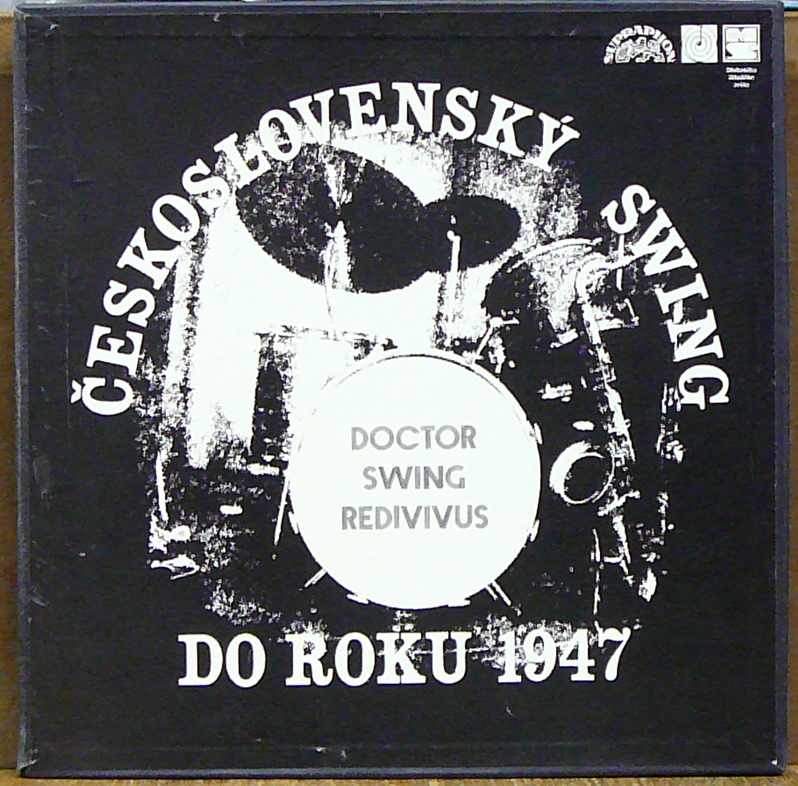 SUPRAPHON
ČESKOSLOVENSKÝ SWING
DOCTOR
SWING
REDIVIVUS
DO ROKU 1947